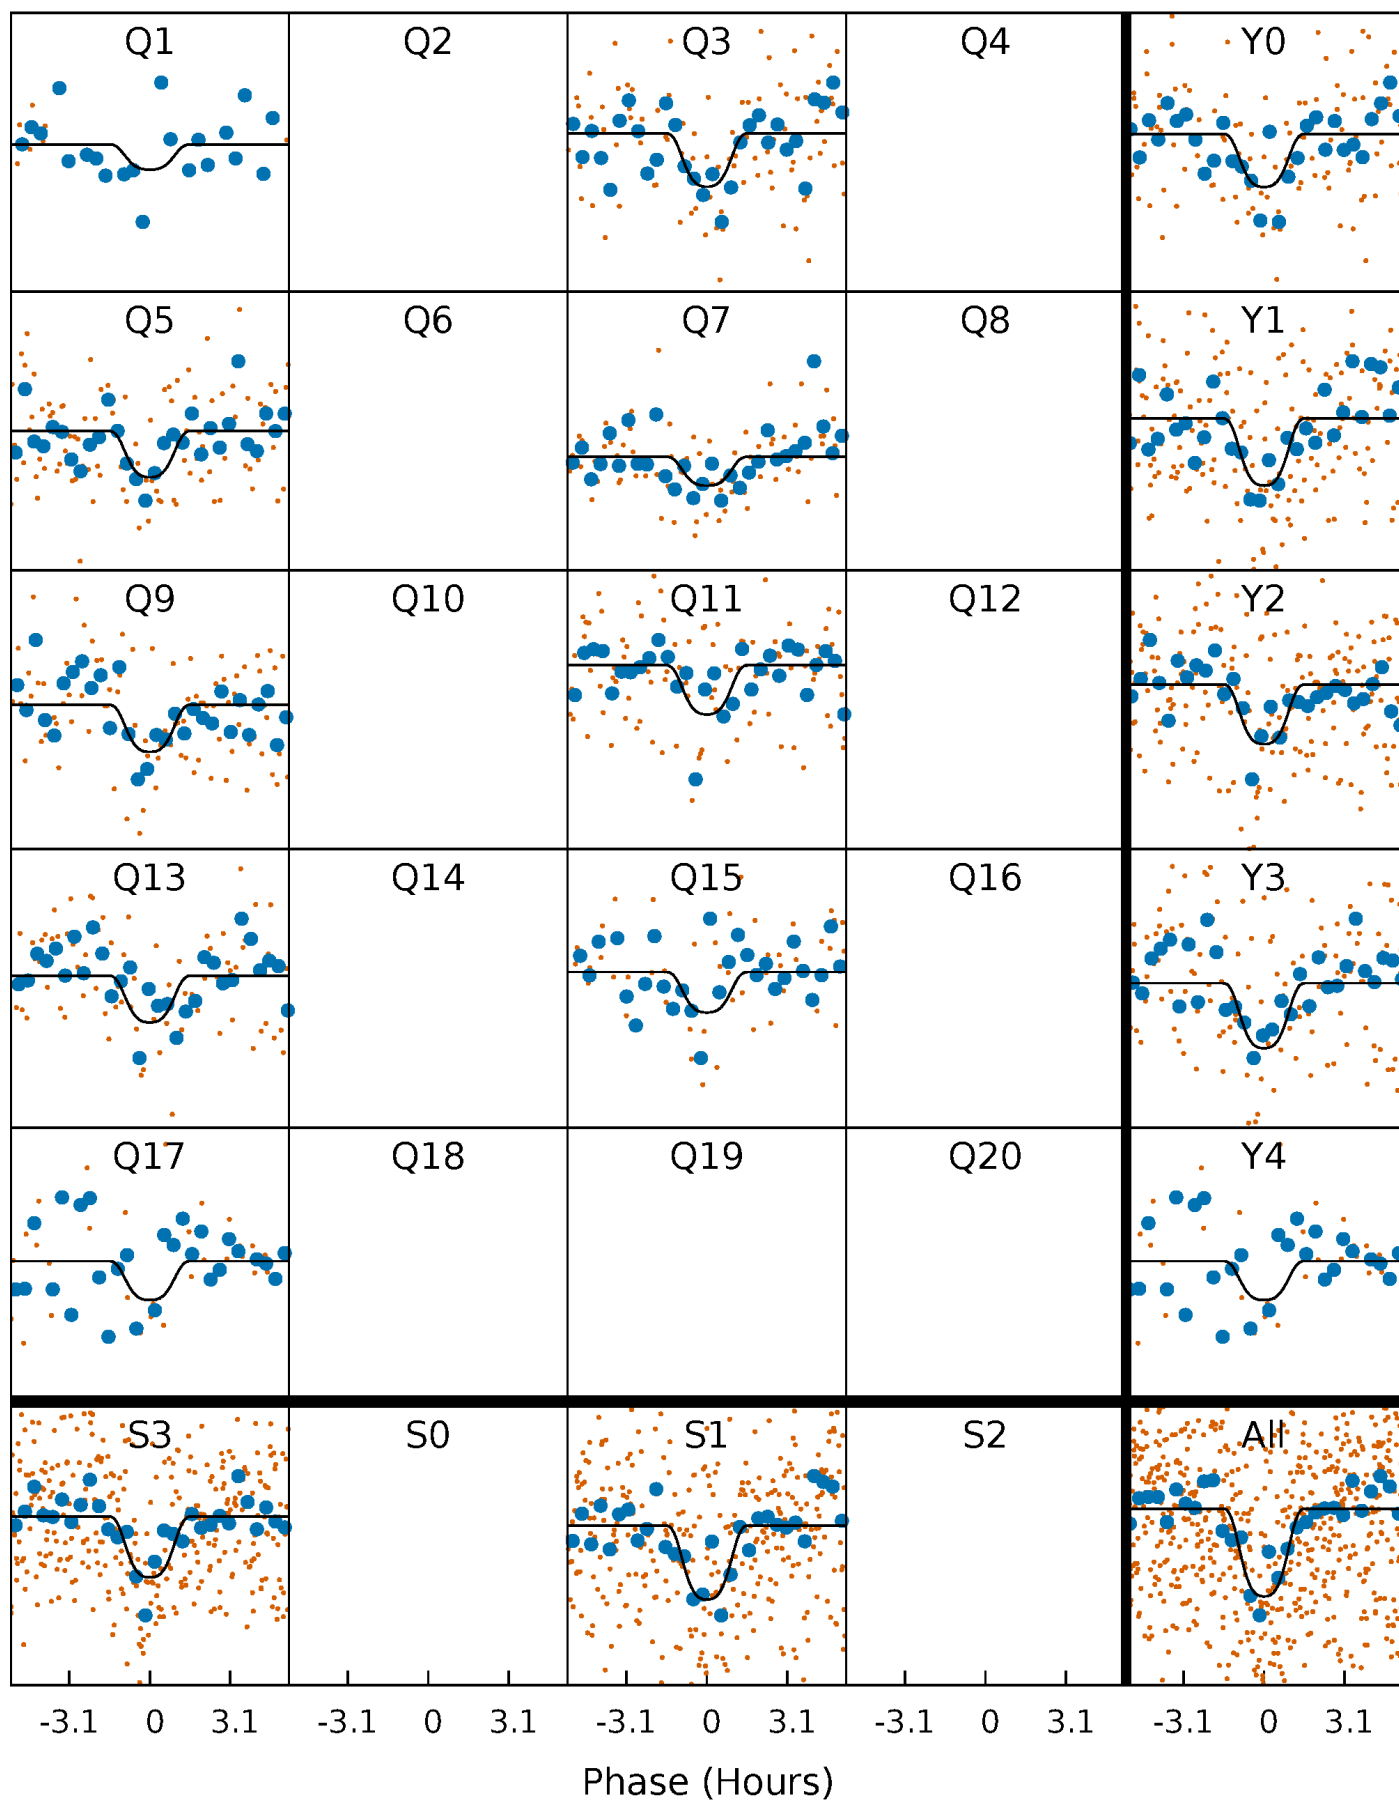 Q1 Q2 Q3 Q4 Y0
Q5 Q6 Q7 Q8 Y1
Q9 Q10 Q11 Q12 Y2
Q13 Q14 Q15 Q16 Y3
Q17 Q18 Q19 Q20 Y4
S3 S0 S1 S2 All
-3.1 0 3.1 -3.1 0 3.1 -3.1 0 3.1 -3.1 0 3.1 -3.1 0 3.1
Phase (Hours)